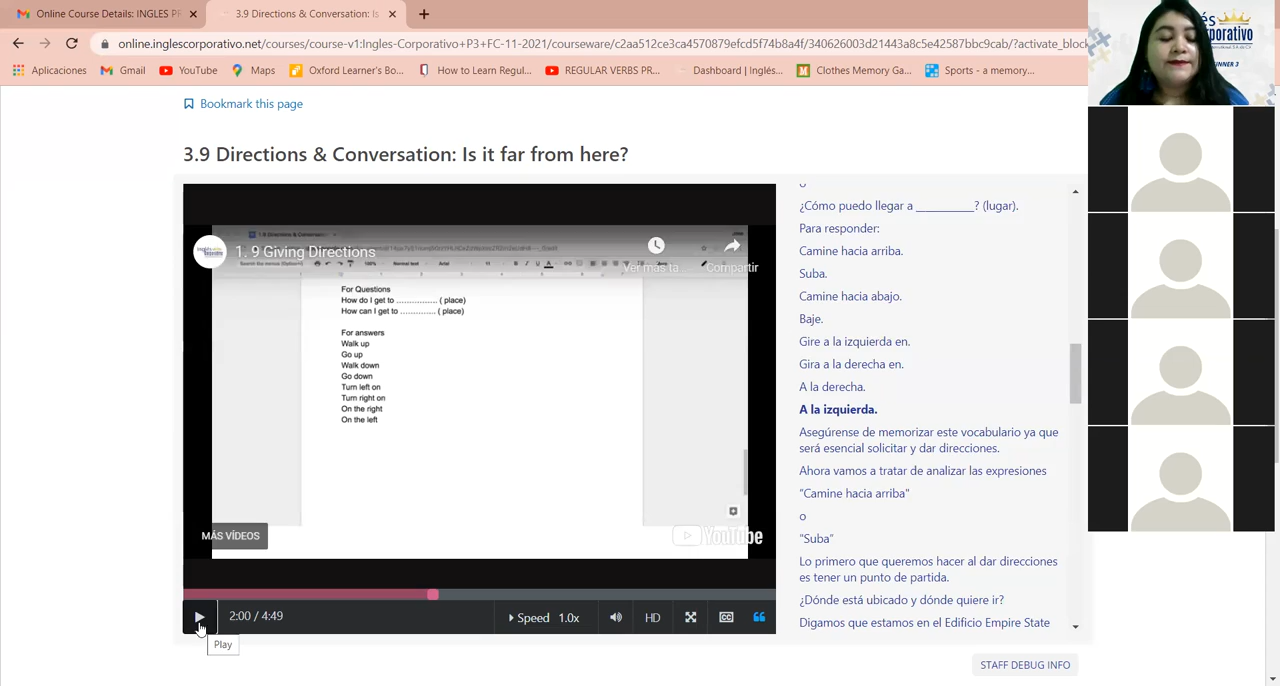 Online Course Details: INGLES PR
3.9 Directions & Conversation: Is
online.inglescorporativo.net/courses/course-v1:Ingles-Corporativo+P3+FC-11-2021/courseware/c2aa512ce3ca4570879efcd5f74b8a4f/340626003d21443a8c5e42587bbc9cab/?activate_block
Aplicaciones
Gmail
YouTube
Maps
Oxford Learner's Bo...
How to Learn Regul...
REGULAR VERBS PR...
Dashboard | Inglés...
Clothes Memory Ga...
Sports - a memory...
Bookmark this page
3.9 Directions & Conversation: Is it far from here?
1. 9 Giving Directions
Compartir
For Questions
How do I get to ................ ( place)
How can I get to .............. ( place)
For answers
Walk up
Go up
Walk down
Go down
Turn left on
Turn right on
On the right
On the left
MÁS VÍDEOS
YouTube
2:00 / 4:49
Speed 1.0x
HD
Play
o
¿Cómo puedo llegar a __________? (lugar).
Para responder:
Camine hacia arriba.
Suba.
Camine hacia abajo.
Baje.
Gire a la izquierda en.
Gira a la derecha en.
A la derecha.
A la izquierda.
Asegúrense de memorizar este vocabulario ya que
será esencial solicitar y dar direcciones.
Ahora vamos a tratar de analizar las expresiones
"Camine hacia arriba"
o
"Suba"
Lo primero que queremos hacer al dar direcciones
es tener un punto de partida.
¿Dónde está ubicado y dónde quiere ir?
Digamos que estamos en el Edificio Empire State
STAFF DEBUG INFO